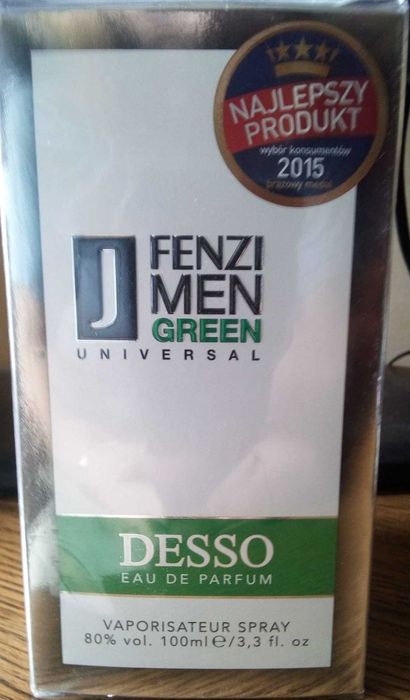 NAJLEPSZY
PRODUKT
wybór konsumentów
2015
brązowy medal
J FENZI
MEN
GREEN
UNIVERSAL
DESSO
EAU DE PARFUM
VAPORISATEUR SPRAY
80% vol. 100ml ℮/3,3 fl. oz